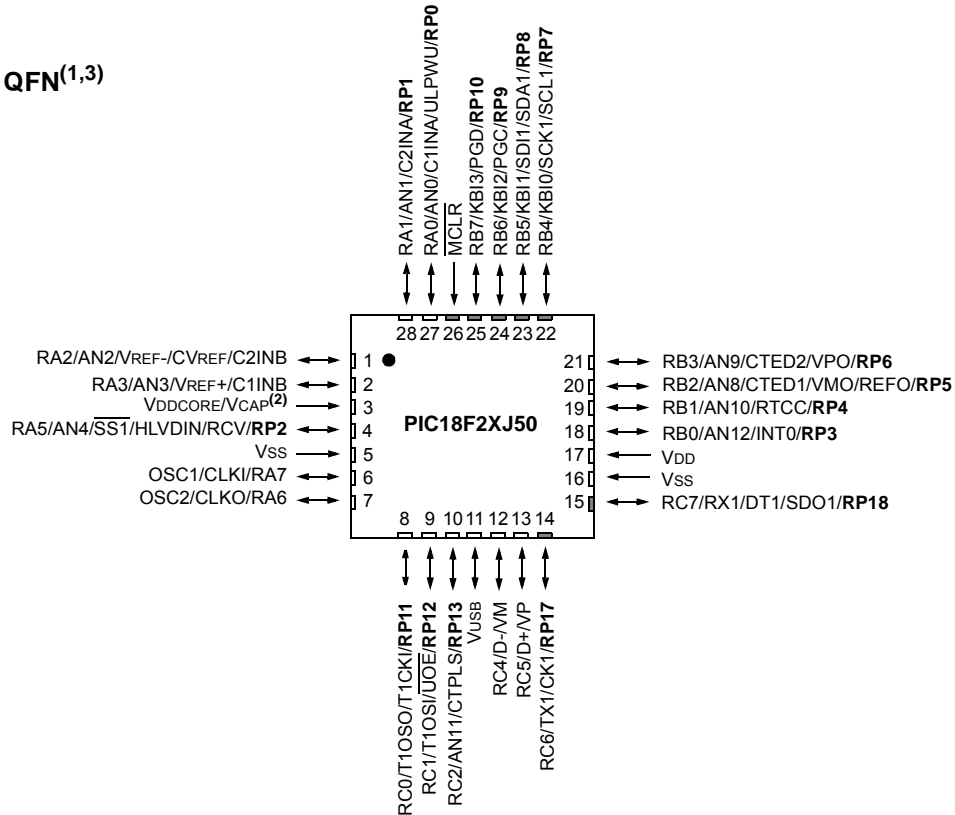 QFN(1,3)
RA1/AN1/C2INA/RP1
RA0/AN0/C1INA/ULPWU/RP0
MCLR
RB7/KBI3/PGD/RP10
RB6/KBI2/PGC/RP9
RB5/KBI1/SDI1/SDA1/RP8
RB4/KBI0/SCK1/SCL1/RP7
28 27 26 25 24 23 22
RA2/AN2/VREF-/CVREF/C2INB 1
RA3/AN3/VREF+/C1INB 2
VDDCORE/VCAP(2) 3
RA5/AN4/SS1/HLVDIN/RCV/RP2 4
VSS 5
OSC1/CLKI/RA7 6
OSC2/CLKO/RA6 7
PIC18F2XJ50
21 RB3/AN9/CTED2/VPO/RP6
20 RB2/AN8/CTED1/VMO/REFO/RP5
19 RB1/AN10/RTCC/RP4
18 RB0/AN12/INT0/RP3
17 VDD
16 VSS
15 RC7/RX1/DT1/SDO1/RP18
8 9 10 11 12 13 14
RC0/T1OSO/T1CKI/RP11
RC1/T1OSI/UOE/RP12
RC2/AN11/CTPLS/RP13
VUSB
RC4/D-/VM
RC5/D+/VP
RC6/TX1/CK1/RP17